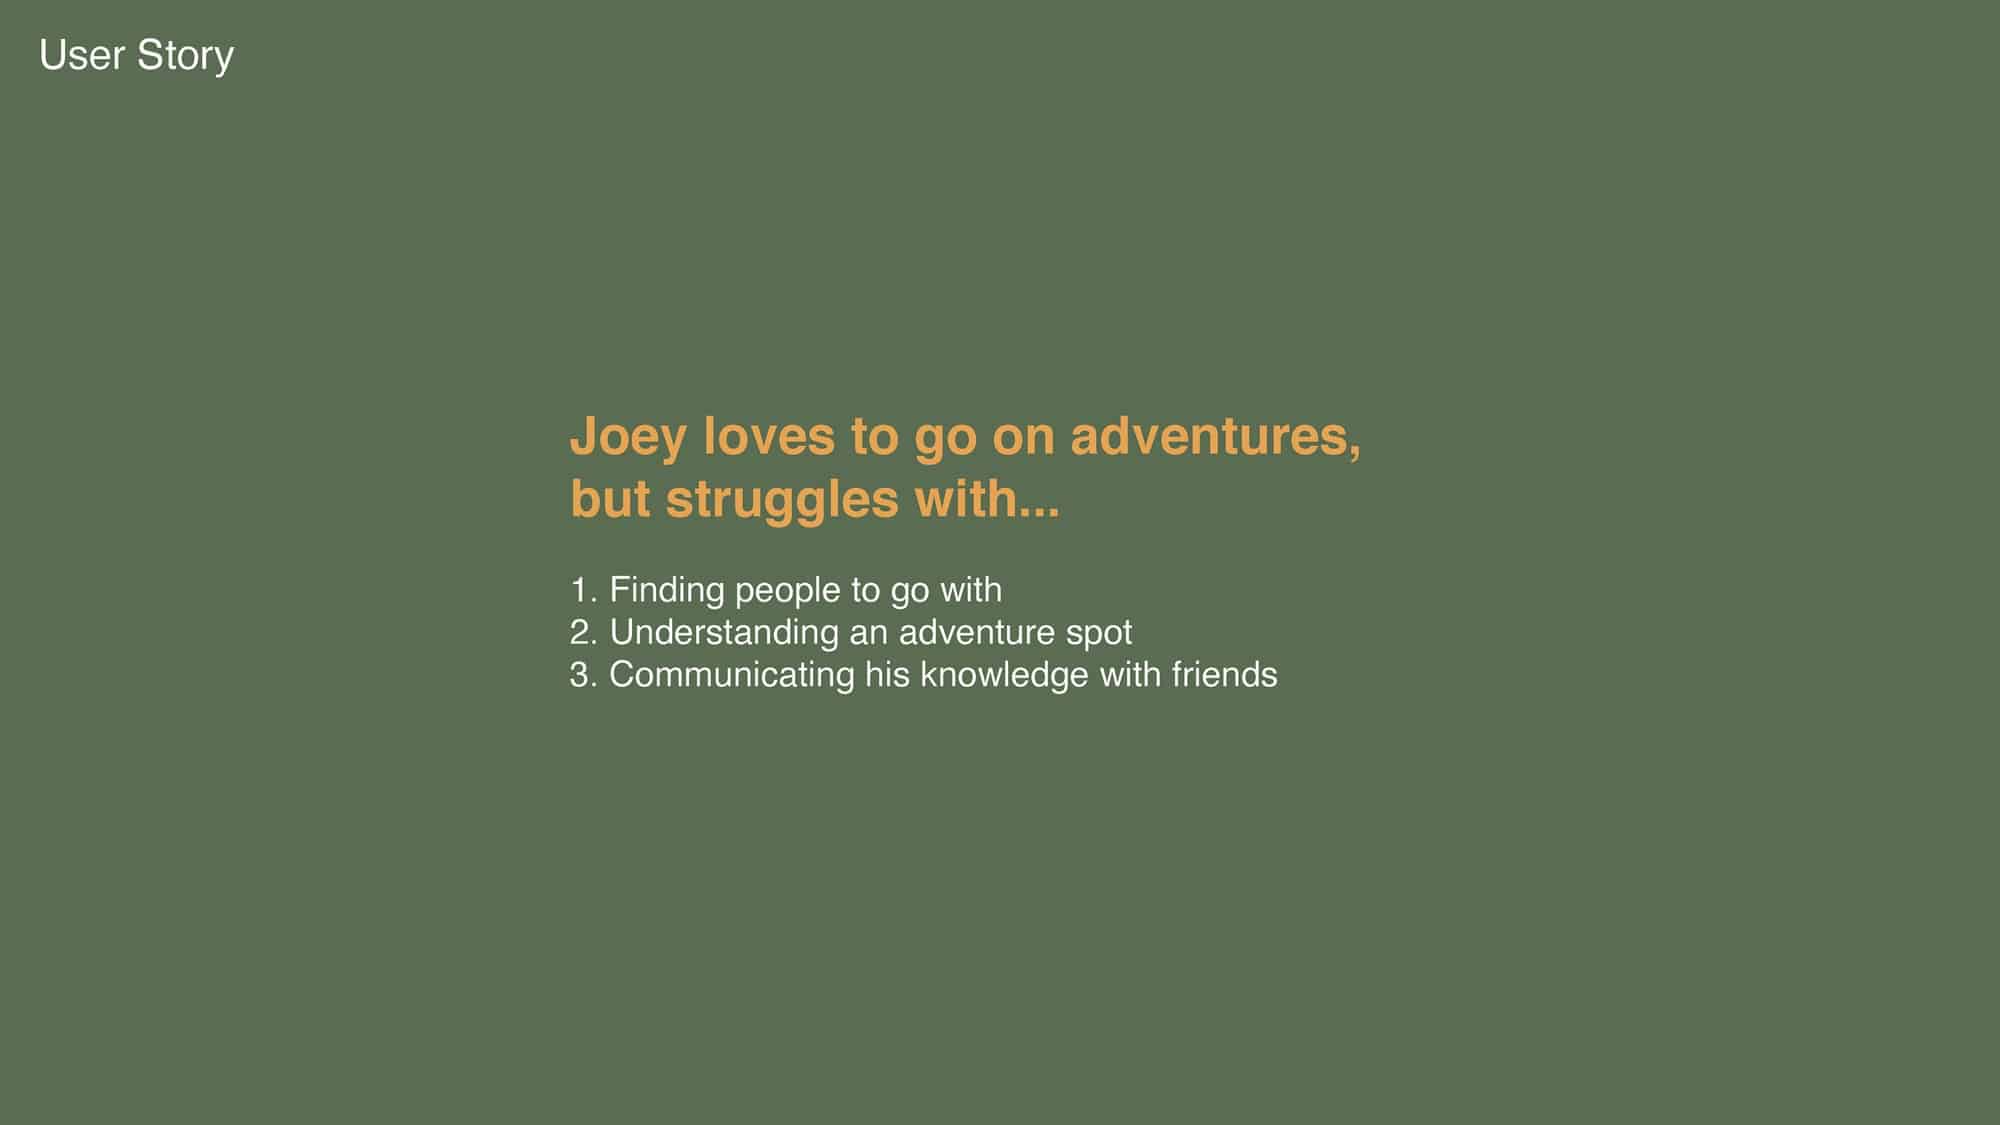 User Story
Joey loves to go on adventures,
but struggles with...
1. Finding people to go with
2. Understanding an adventure spot
3. Communicating his knowledge with friends